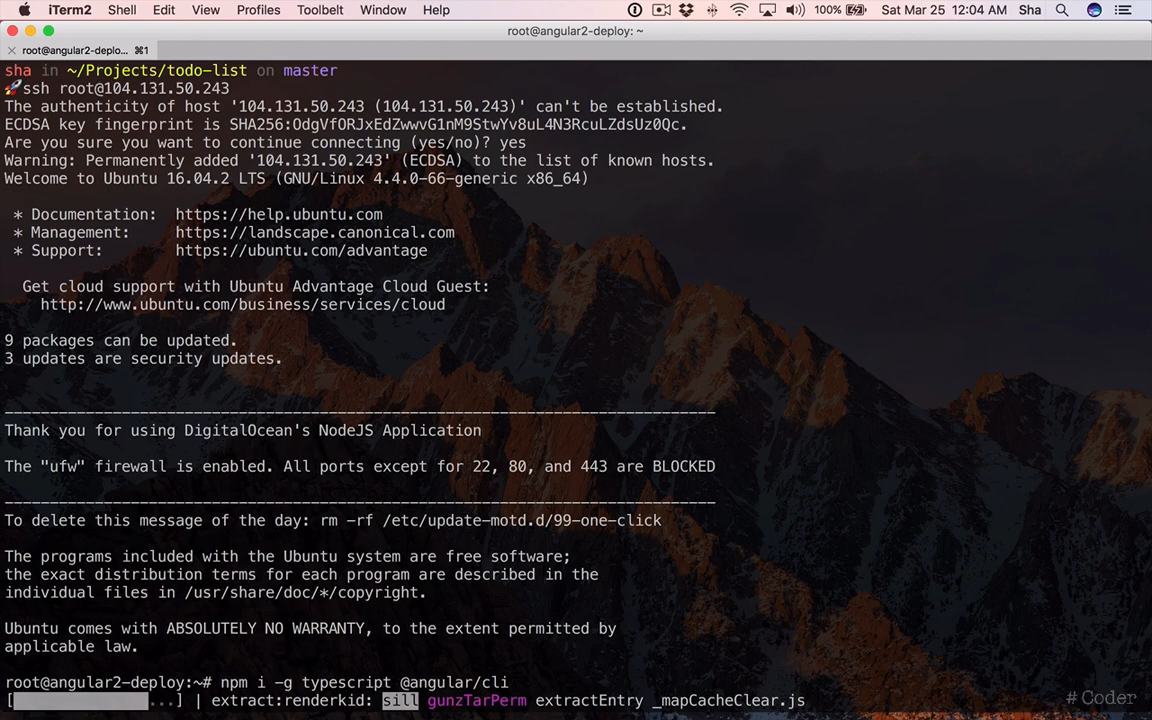 iTerm2 Shell Edit View Profiles Toolbelt Window Help 100% Sat Mar 25 12:04 AM Sha
root@angular2-deploy: ~
root@angular2-deplo... ⌘1
sha in ~/Projects/todo-list on master
🚀ssh root@104.131.50.243
The authenticity of host '104.131.50.243 (104.131.50.243)' can't be established.
ECDSA key fingerprint is SHA256:OdgVfORJxEdZwwvG1nM9StwYv8uL4N3RcuLZdsUz0Qc.
Are you sure you want to continue connecting (yes/no)? yes
Warning: Permanently added '104.131.50.243' (ECDSA) to the list of known hosts.
Welcome to Ubuntu 16.04.2 LTS (GNU/Linux 4.4.0-66-generic x86_64)
* Documentation: https://help.ubuntu.com
* Management: https://landscape.canonical.com
* Support: https://ubuntu.com/advantage
Get cloud support with Ubuntu Advantage Cloud Guest:
http://www.ubuntu.com/business/services/cloud
9 packages can be updated.
3 updates are security updates.
_______________________________________________________________________________
Thank you for using DigitalOcean's NodeJS Application
The "ufw" firewall is enabled. All ports except for 22, 80, and 443 are BLOCKED
_______________________________________________________________________________
To delete this message of the day: rm -rf /etc/update-motd.d/99-one-click
The programs included with the Ubuntu system are free software;
the exact distribution terms for each program are described in the
individual files in /usr/share/doc/*/copyright.
Ubuntu comes with ABSOLUTELY NO WARRANTY, to the extent permitted by
applicable law.
root@angular2-deploy:~# npm i -g typescript @angular/cli
[ ...] | extract:renderkid: sill gunzTarPerm extractEntry _mapCacheClear.js
# Coder